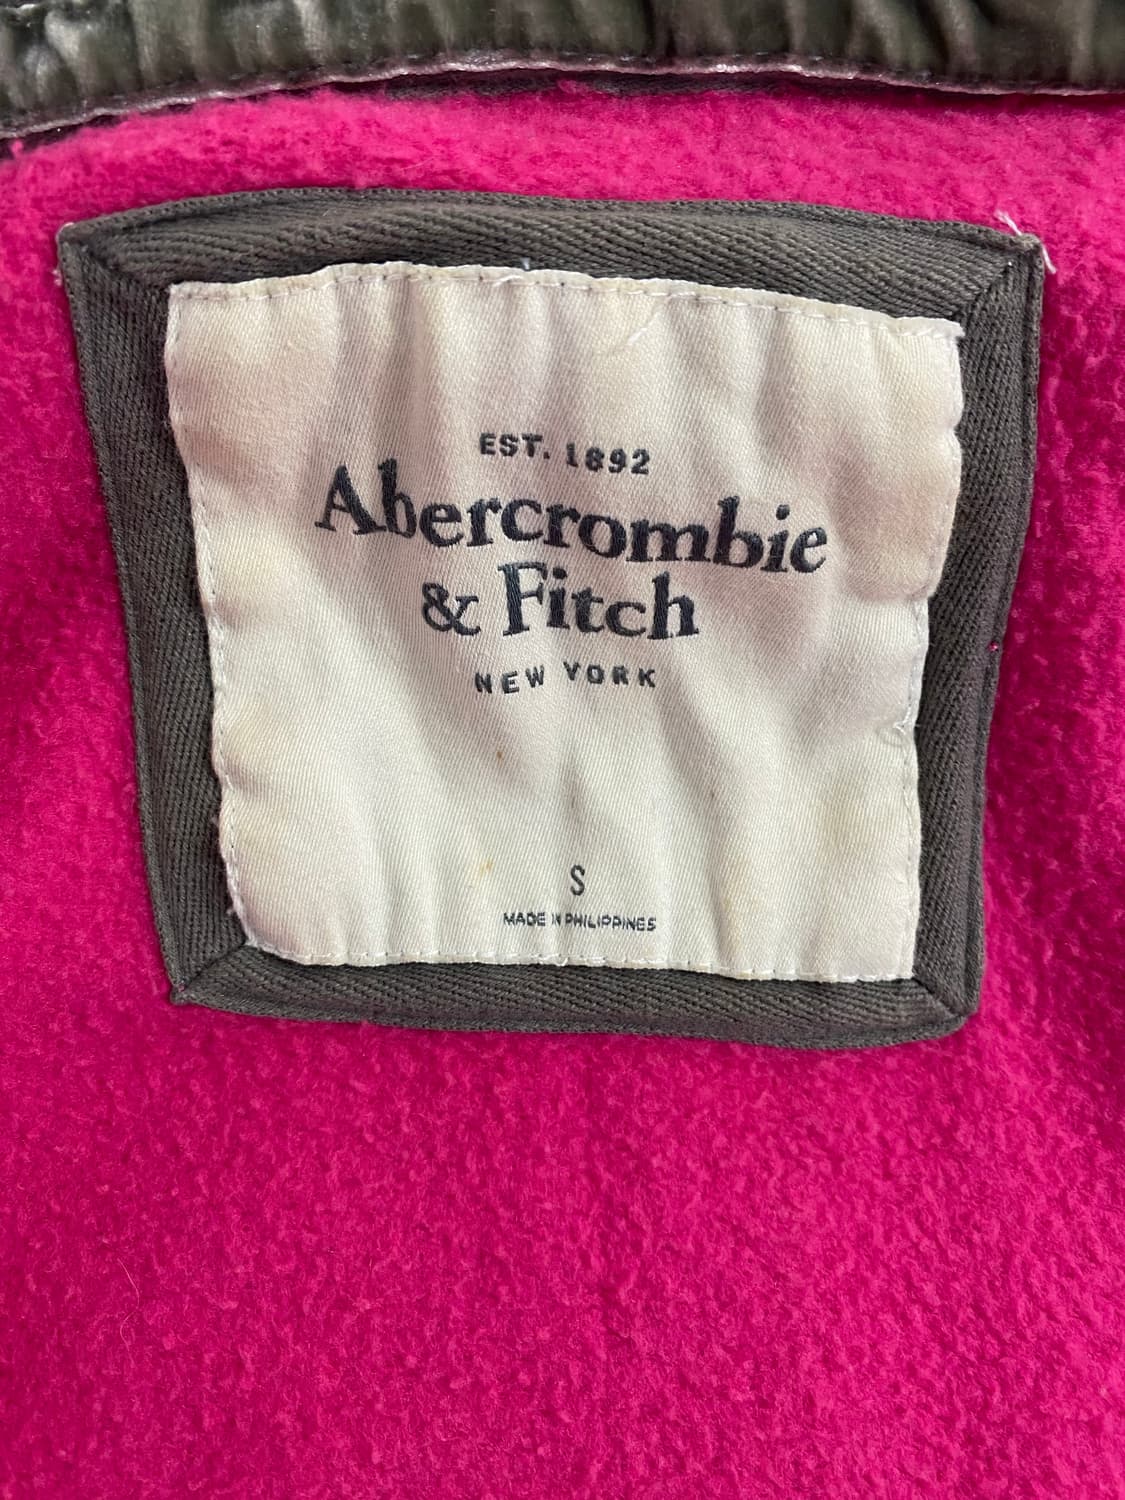 EST. 1892
Abercrombie
& Fitch
NEW YORK
S
MADE IN PHILIPPINES